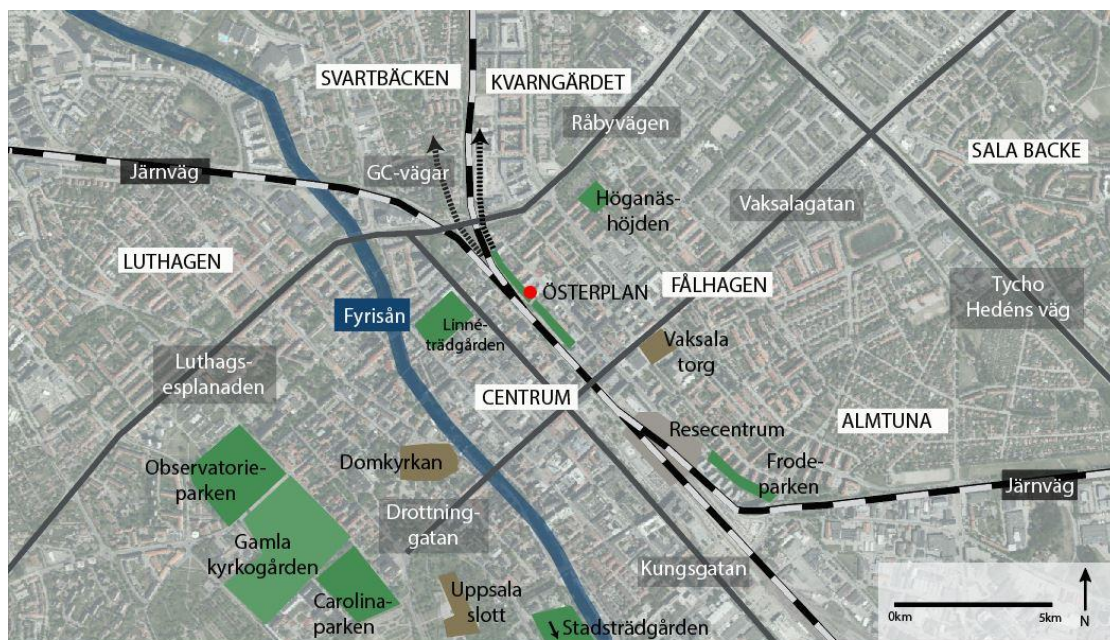 SVARTBÄCKEN
KVARNGÄRDET
Råbyvägen
SALA BACKE
Järnväg
GC-vägar
Höganäs-
höjden
Vaksalagatan
LUTHAGEN
ÖSTERPLAN
FÅLHAGEN
Tycho
Hedéns väg
Fyrisån
Linné-
trädgården
Vaksala
torg
Luthags-
esplanaden
CENTRUM
Resecentrum
ALMTUNA
Observatorie-
parken
Domkyrkan
Frode-
parken
Järnväg
Drottning-
gatan
Gamla
kyrkogården
Kungsgatan
Carolina-
parken
Uppsala
slott
Stadsträdgården
0km
5km
N